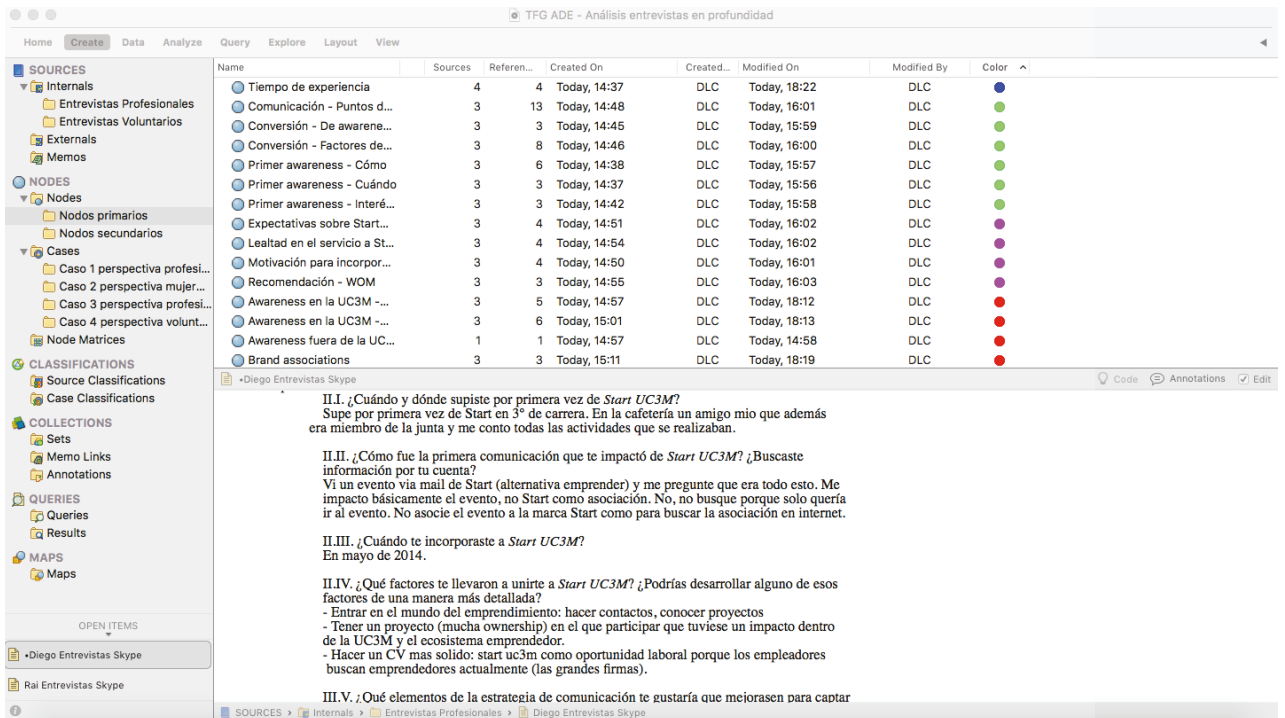 TFG ADE - Análisis entrevistas en profundidad
Home Create Data Analyze Query Explore Layout View
SOURCES
Internals
Entrevistas Profesionales
Entrevistas Voluntarios
Externals
Memos
NODES
Nodes
Nodos primarios
Nodos secundarios
Cases
Caso 1 perspectiva profesi...
Caso 2 perspectiva mujer...
Caso 3 perspectiva profesi...
Caso 4 perspectiva volunt...
Node Matrices
CLASSIFICATIONS
Source Classifications
Case Classifications
COLLECTIONS
Sets
Memo Links
Annotations
QUERIES
Queries
Results
MAPS
Maps
OPEN ITEMS
•Diego Entrevistas Skype
Rai Entrevistas Skype
Name Sources Referen... Created On Created... Modified On Modified By Color
Tiempo de experiencia 4 4 Today, 14:37 DLC Today, 18:22 DLC
Comunicación - Puntos d... 3 13 Today, 14:48 DLC Today, 16:01 DLC
Conversión - De awarene... 3 3 Today, 14:45 DLC Today, 15:59 DLC
Conversión - Factores de... 3 8 Today, 14:46 DLC Today, 16:00 DLC
Primer awareness - Cómo 3 6 Today, 14:38 DLC Today, 15:57 DLC
Primer awareness - Cuándo 3 3 Today, 14:37 DLC Today, 15:56 DLC
Primer awareness - Interé... 3 3 Today, 14:42 DLC Today, 15:58 DLC
Expectativas sobre Start... 3 4 Today, 14:51 DLC Today, 16:02 DLC
Lealtad en el servicio a St... 3 4 Today, 14:54 DLC Today, 16:02 DLC
Motivación para incorpor... 3 4 Today, 14:50 DLC Today, 16:01 DLC
Recomendación - WOM 3 3 Today, 14:55 DLC Today, 16:03 DLC
Awareness en la UC3M -... 3 5 Today, 14:57 DLC Today, 18:12 DLC
Awareness en la UC3M -... 3 6 Today, 15:01 DLC Today, 18:13 DLC
Awareness fuera de la UC... 1 1 Today, 14:57 DLC Today, 14:58 DLC
Brand associations 3 3 Today, 15:11 DLC Today, 18:19 DLC
•Diego Entrevistas Skype Code Annotations Edit
II.I. ¿Cuándo y dónde supiste por primera vez de Start UC3M?
Supe por primera vez de Start en 3° de carrera. En la cafetería un amigo mio que además
era miembro de la junta y me conto todas las actividades que se realizaban.
II.II. ¿Cómo fue la primera comunicación que te impactó de Start UC3M? ¿Buscaste
información por tu cuenta?
Vi un evento via mail de Start (alternativa emprender) y me pregunte que era todo esto. Me
impacto básicamente el evento, no Start como asociación. No, no busque porque solo quería
ir al evento. No asocie el evento a la marca Start como para buscar la asociación en internet.
II.III. ¿Cuándo te incorporaste a Start UC3M?
En mayo de 2014.
II.IV. ¿Qué factores te llevaron a unirte a Start UC3M? ¿Podrías desarrollar alguno de esos
factores de una manera más detallada?
- Entrar en el mundo del emprendimiento: hacer contactos, conocer proyectos
- Tener un proyecto (mucha ownership) en el que participar que tuviese un impacto dentro
de la UC3M y el ecosistema emprendedor.
- Hacer un CV mas solido: start uc3m como oportunidad laboral porque los empleadores
buscan emprendedores actualmente (las grandes firmas).
III.V. ¿Qué elementos de la estrategia de comunicación te gustaría que mejorasen para captar
SOURCES > Internals > Entrevistas Profesionales > Diego Entrevistas Skype